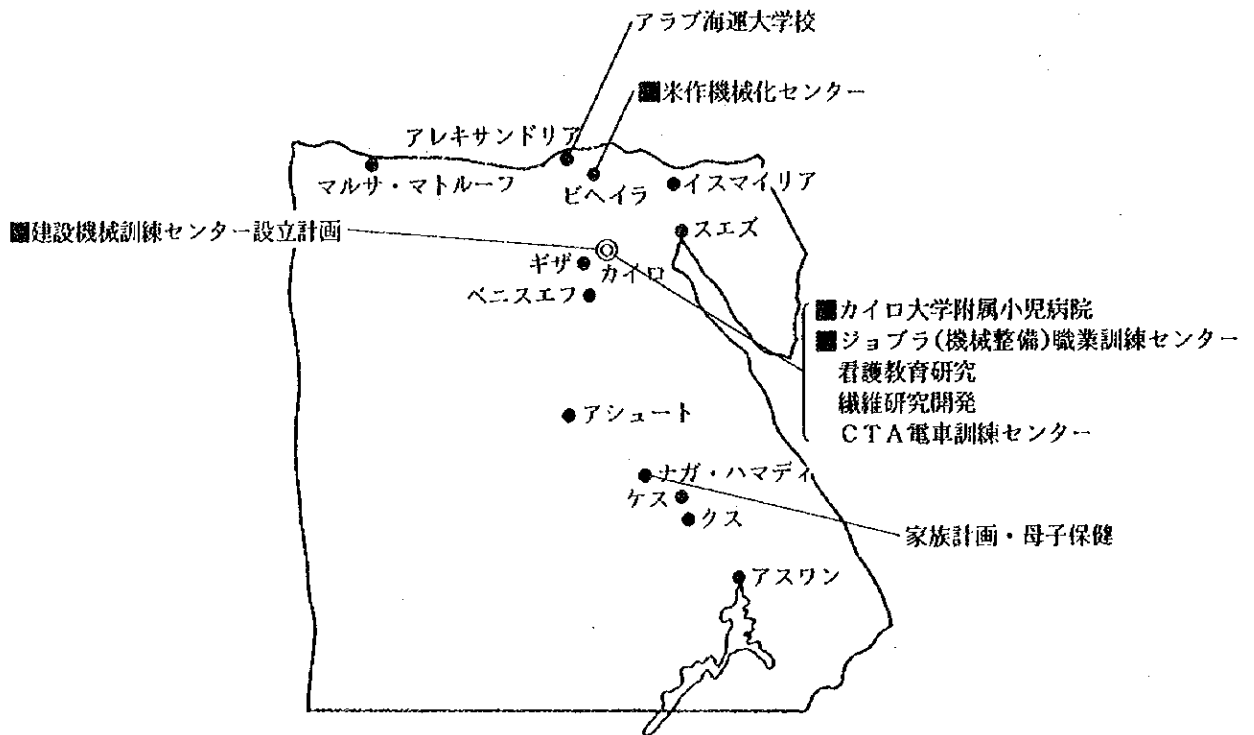 アラブ海運大学校
■米作機械化センター
アレキサンドリア
マルサ・マトルーフ
ビヘイラ
イスマイリア
■建設機械訓練センター設立計画
スエズ
ギザ
カイロ
ベニスエフ
■カイロ大学附属小児病院
■ジョブラ(機械整備)職業訓練センター
看護教育研究
繊維研究開発
CTA電車訓練センター
アシュート
ナガ・ハマディ
ケス
クス
家族計画・母子保健
アスワン